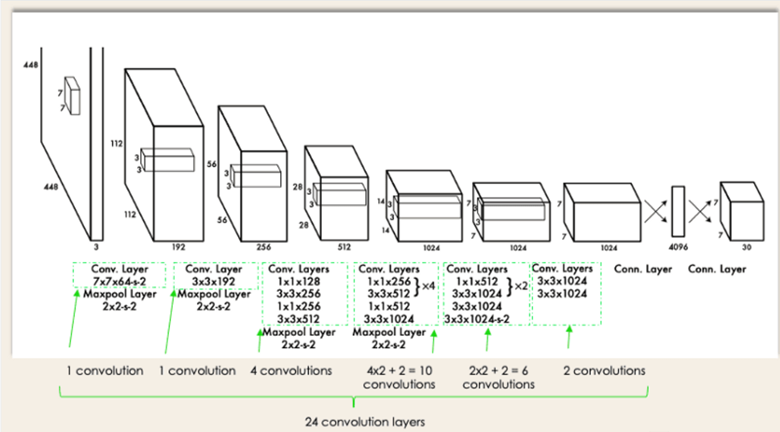 448
7
7
448
3
112
3
3
112
192
56
3
3
56
256
28
3
3
28
512
14
3
3
14
1024
7
3
3
7
1024
7
7
1024
4096
7
7
30
Conv. Layer
7x7x64-s-2
Maxpool Layer
2x2-s-2
Conv. Layer
3x3x192
Maxpool Layer
2x2-s-2
Conv. Layers
1x1x128
3x3x256
1x1x256
3x3x512
Maxpool Layer
2x2-s-2
Conv. Layers
1x1x256
3x3x512 }x4
1x1x512
3x3x1024
Maxpool Layer
2x2-s-2
Conv. Layers
1x1x512
3x3x1024 }x2
3x3x1024
3x3x1024-s-2
Conv. Layers
3x3x1024
3x3x1024
Conn. Layer
Conn. Layer
1 convolution
1 convolution
4 convolutions
4x2 + 2 = 10
convolutions
2x2 + 2 = 6
convolutions
2 convolutions
24 convolution layers